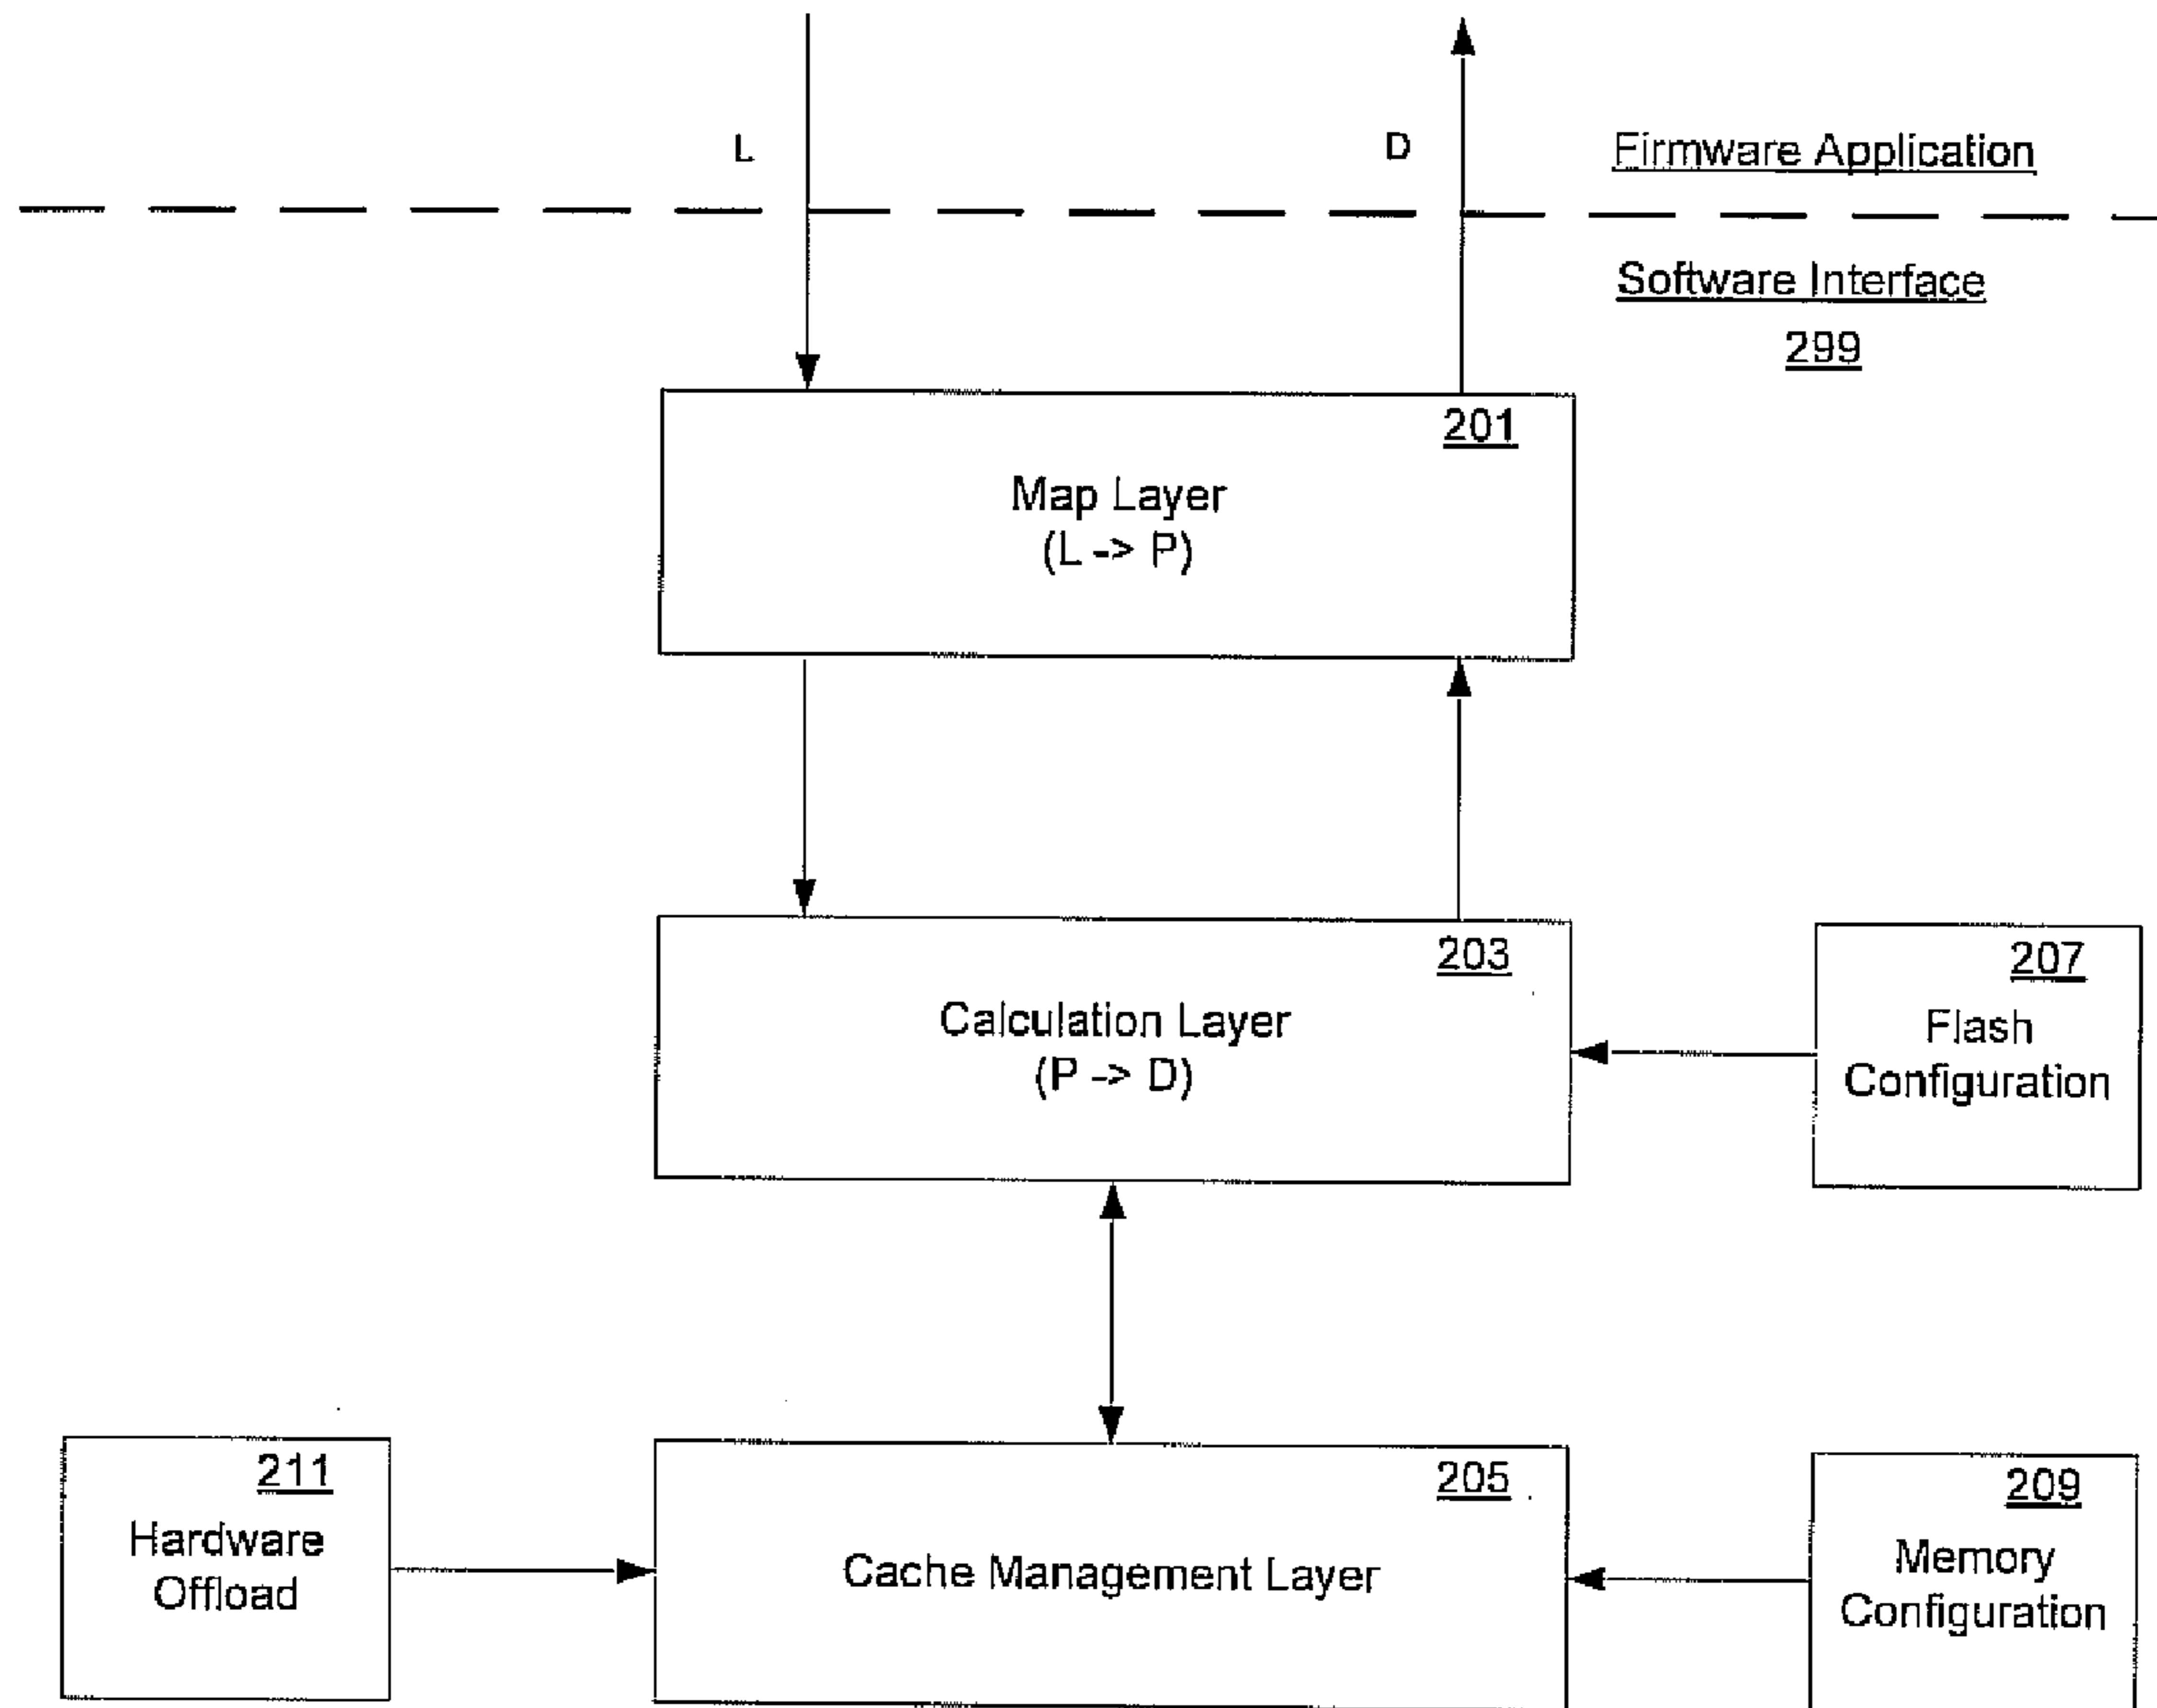 L
D
Firmware Application
Software Interface
299
201
Map Layer
(L -> P)
203
Calculation Layer
(P -> D)
207
Flash
Configuration
211
Hardware
Offload
205
Cache Management Layer
209
Memory
Configuration